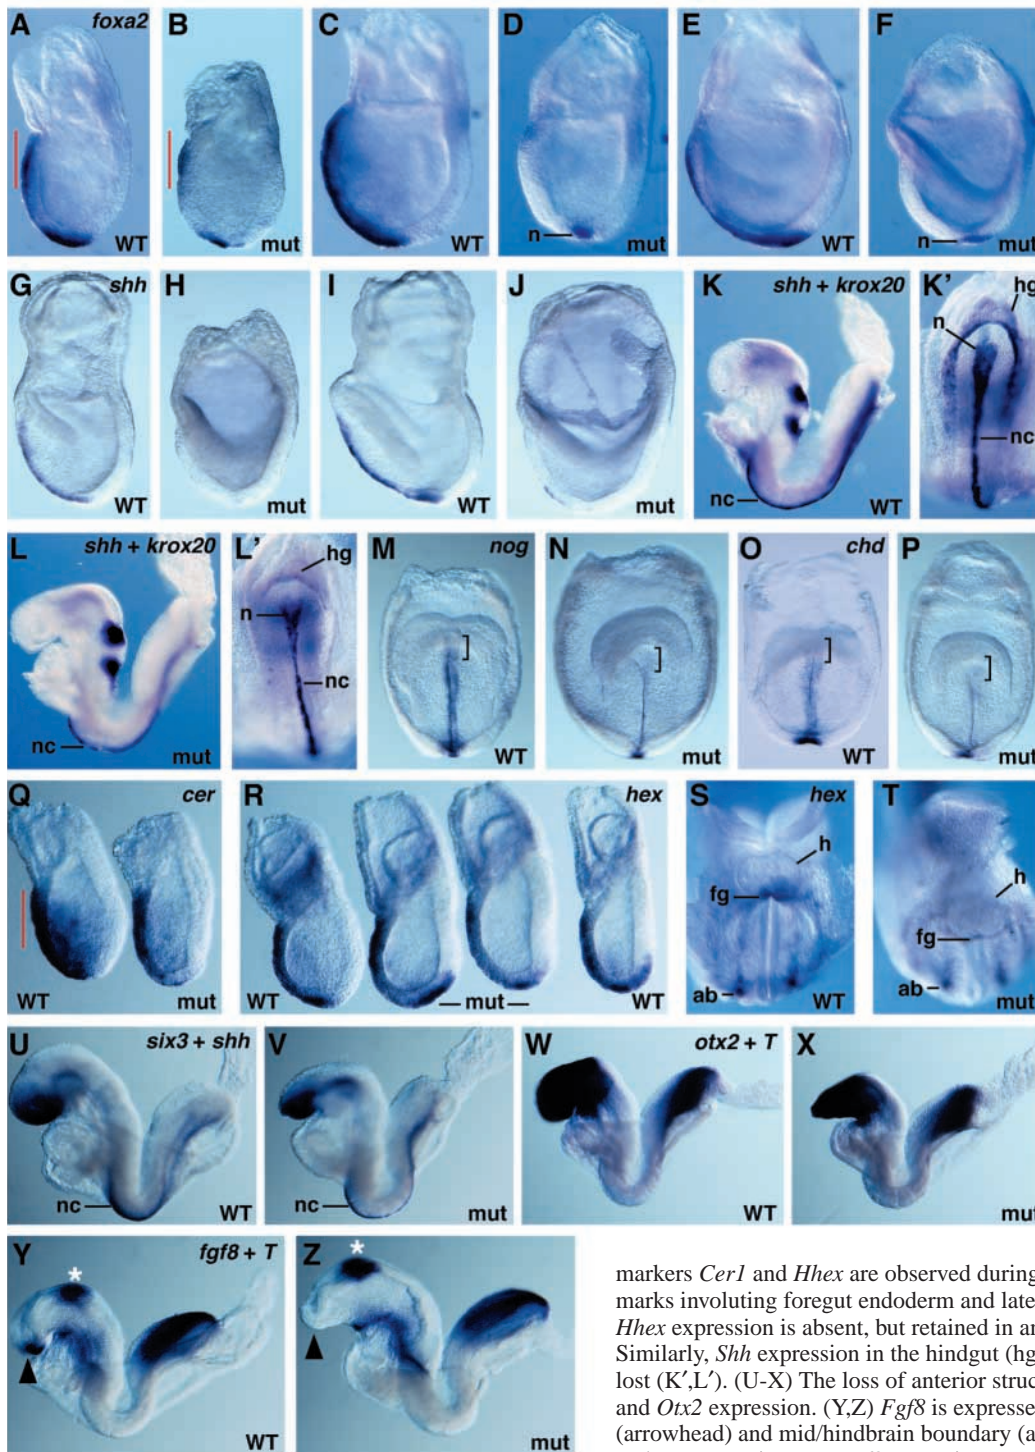 A foxa2 B C D E F
WT mut WT n mut WT n mut
G shh H I J K shh + krox20 K' hg
n
nc
WT mut WT mut nc WT
L shh + krox20 L' hg M nog N O chd P
n
nc
nc mut WT mut WT mut
Q cer R hex S hex T
h h
fg fg
WT mut WT mut WT ab WT ab mut
U six3 + shh V W otx2 + T X
nc WT nc mut WT mut
Y * fgf8 + T Z *
WT mut
markers Cer1 and Hhex are observed during
marks involuting foregut endoderm and late
Hhex expression is absent, but retained in an
Similarly, Shh expression in the hindgut (hg
lost (K′,L′). (U-X) The loss of anterior struc
and Otx2 expression. (Y,Z) Fgf8 is expresse
(arrowhead) and mid/hindbrain boundary (a